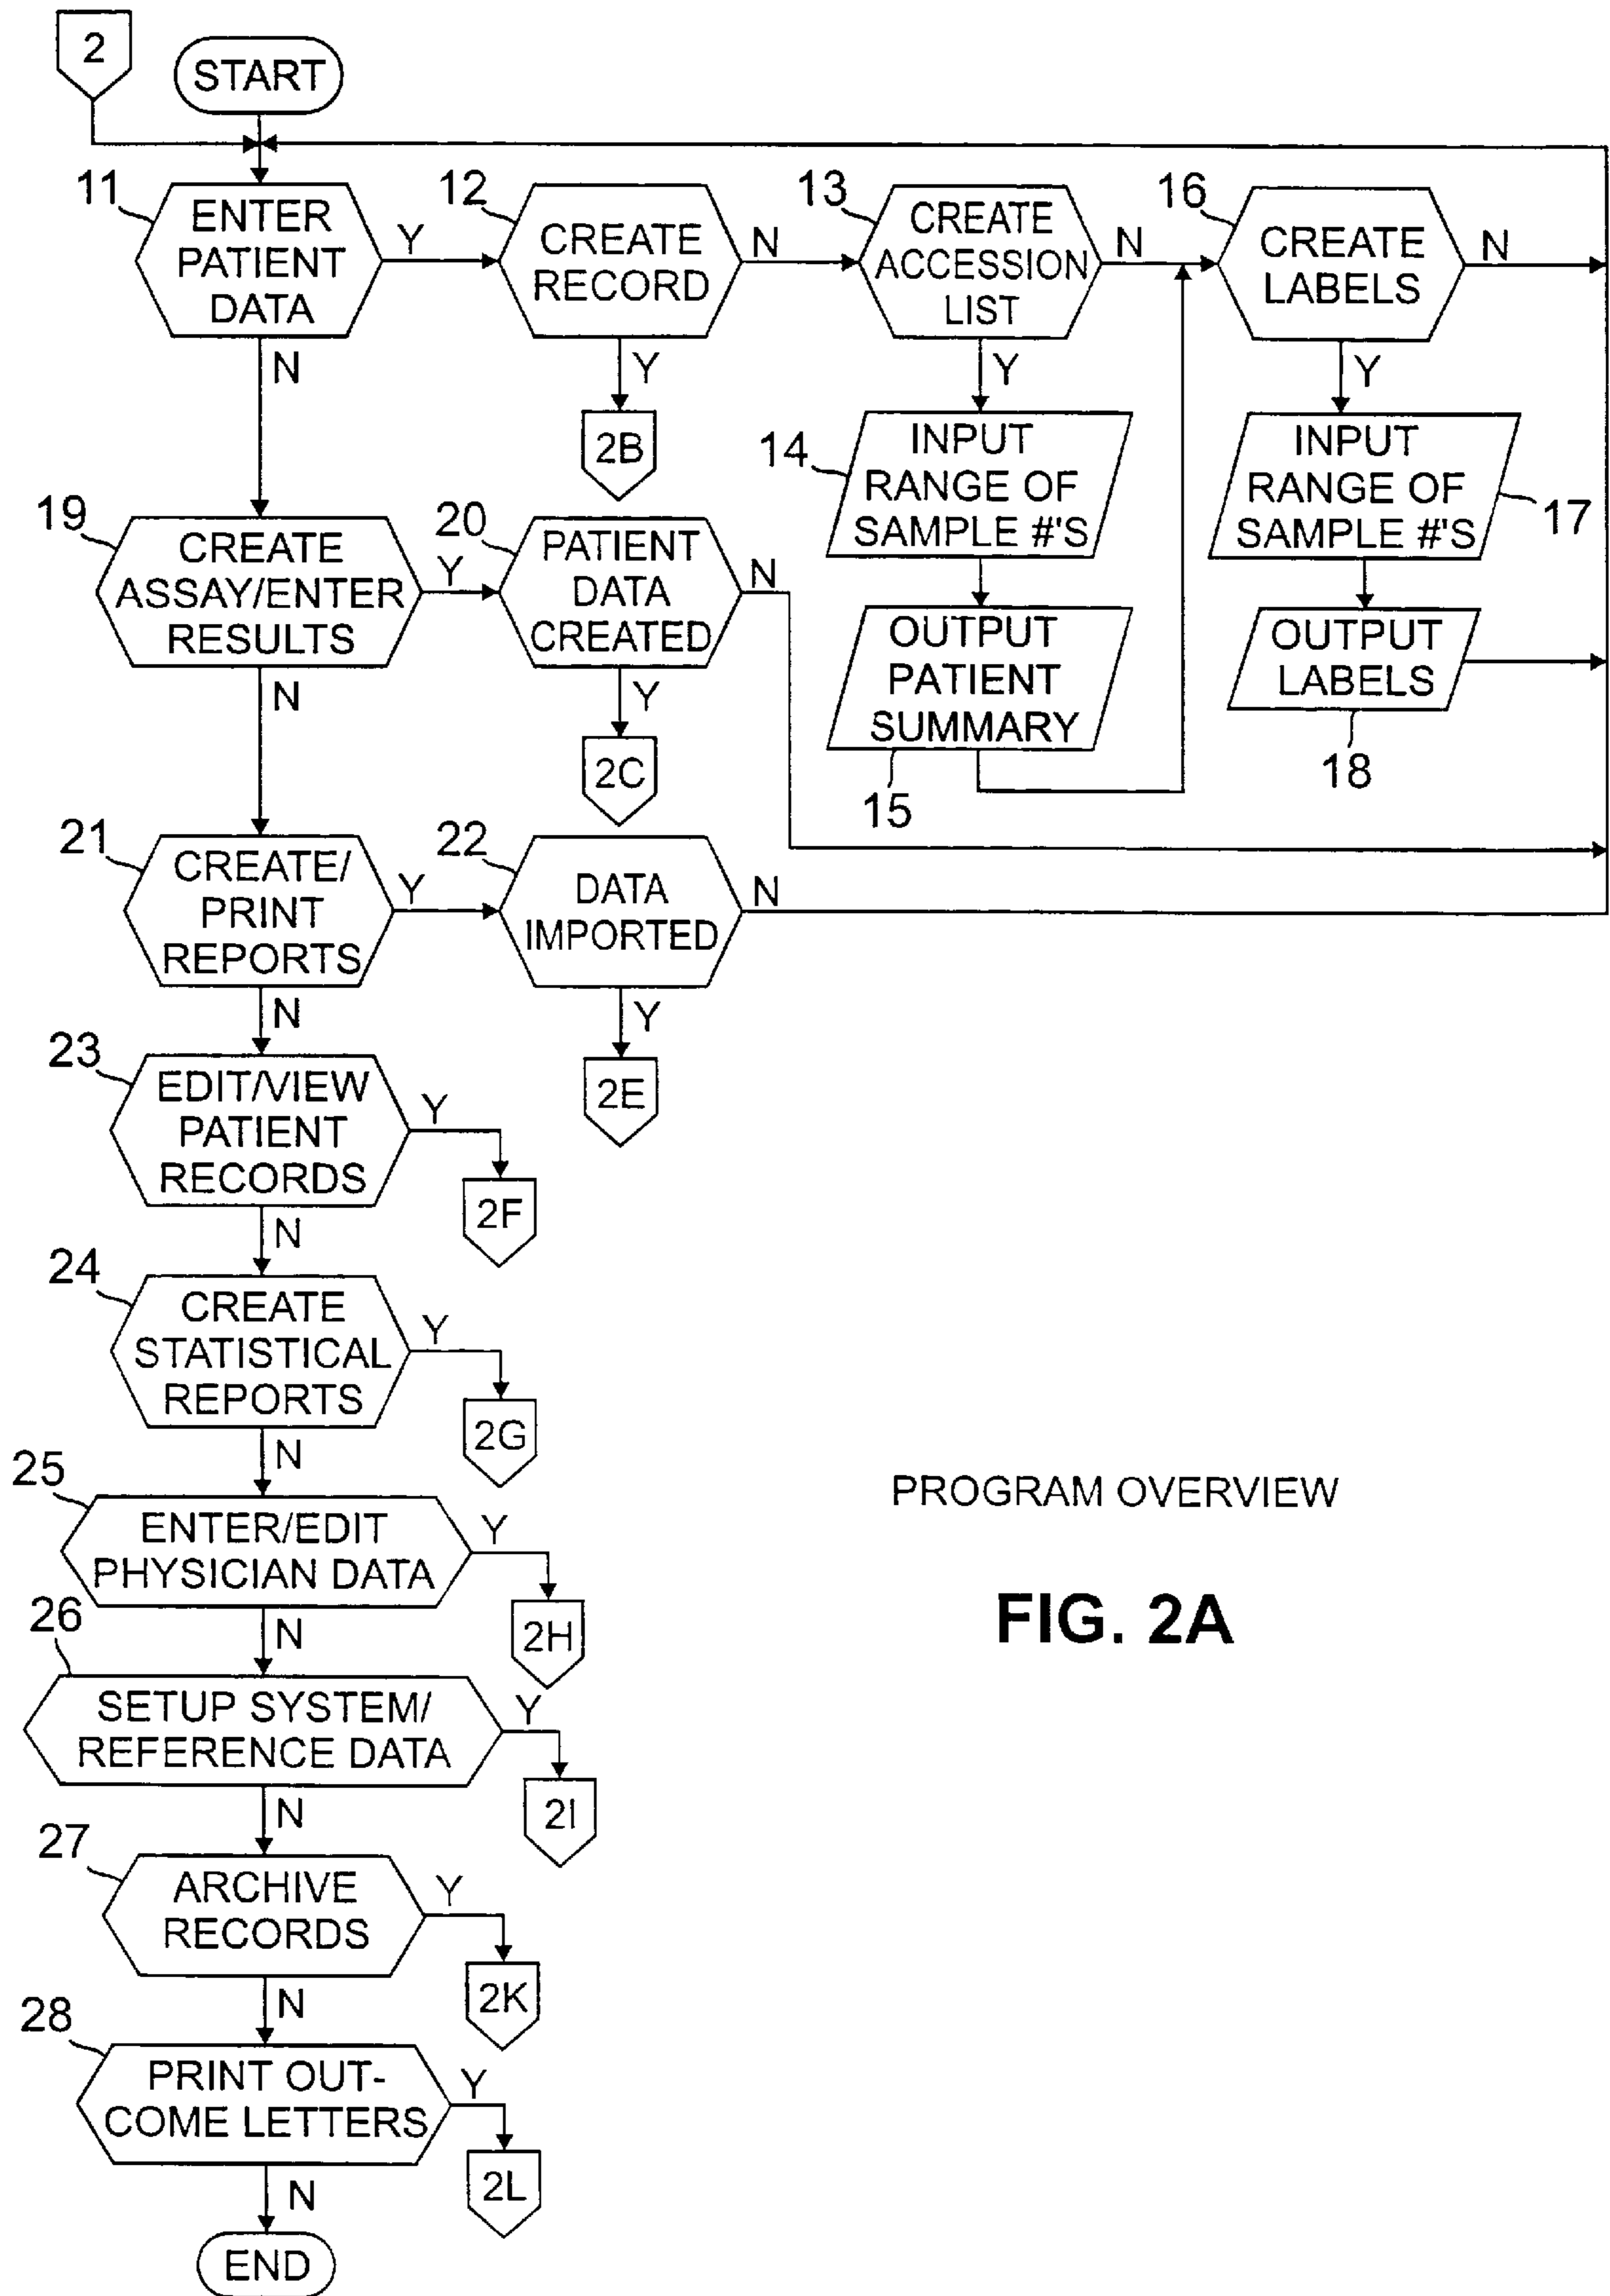 2
START
11
ENTER
PATIENT
DATA
Y
N
12
CREATE
RECORD
N
Y
2B
13
CREATE
ACCESSION
LIST
N
Y
14
INPUT
RANGE OF
SAMPLE #'S
OUTPUT
PATIENT
SUMMARY
15
16
CREATE
LABELS
N
Y
INPUT
RANGE OF
SAMPLE #'S
17
OUTPUT
LABELS
18
19
CREATE
ASSAY/ENTER
RESULTS
Y
N
20
PATIENT
DATA
CREATED
N
Y
2C
21
CREATE/
PRINT
REPORTS
Y
N
22
DATA
IMPORTED
N
Y
2E
23
EDIT/VIEW
PATIENT
RECORDS
Y
2F
N
24
CREATE
STATISTICAL
REPORTS
Y
2G
N
25
ENTER/EDIT
PHYSICIAN DATA
Y
2H
N
26
SETUP SYSTEM/
REFERENCE DATA
Y
2I
N
27
ARCHIVE
RECORDS
Y
2K
N
28
PRINT OUT-
COME LETTERS
Y
2L
N
END
PROGRAM OVERVIEW
FIG. 2A